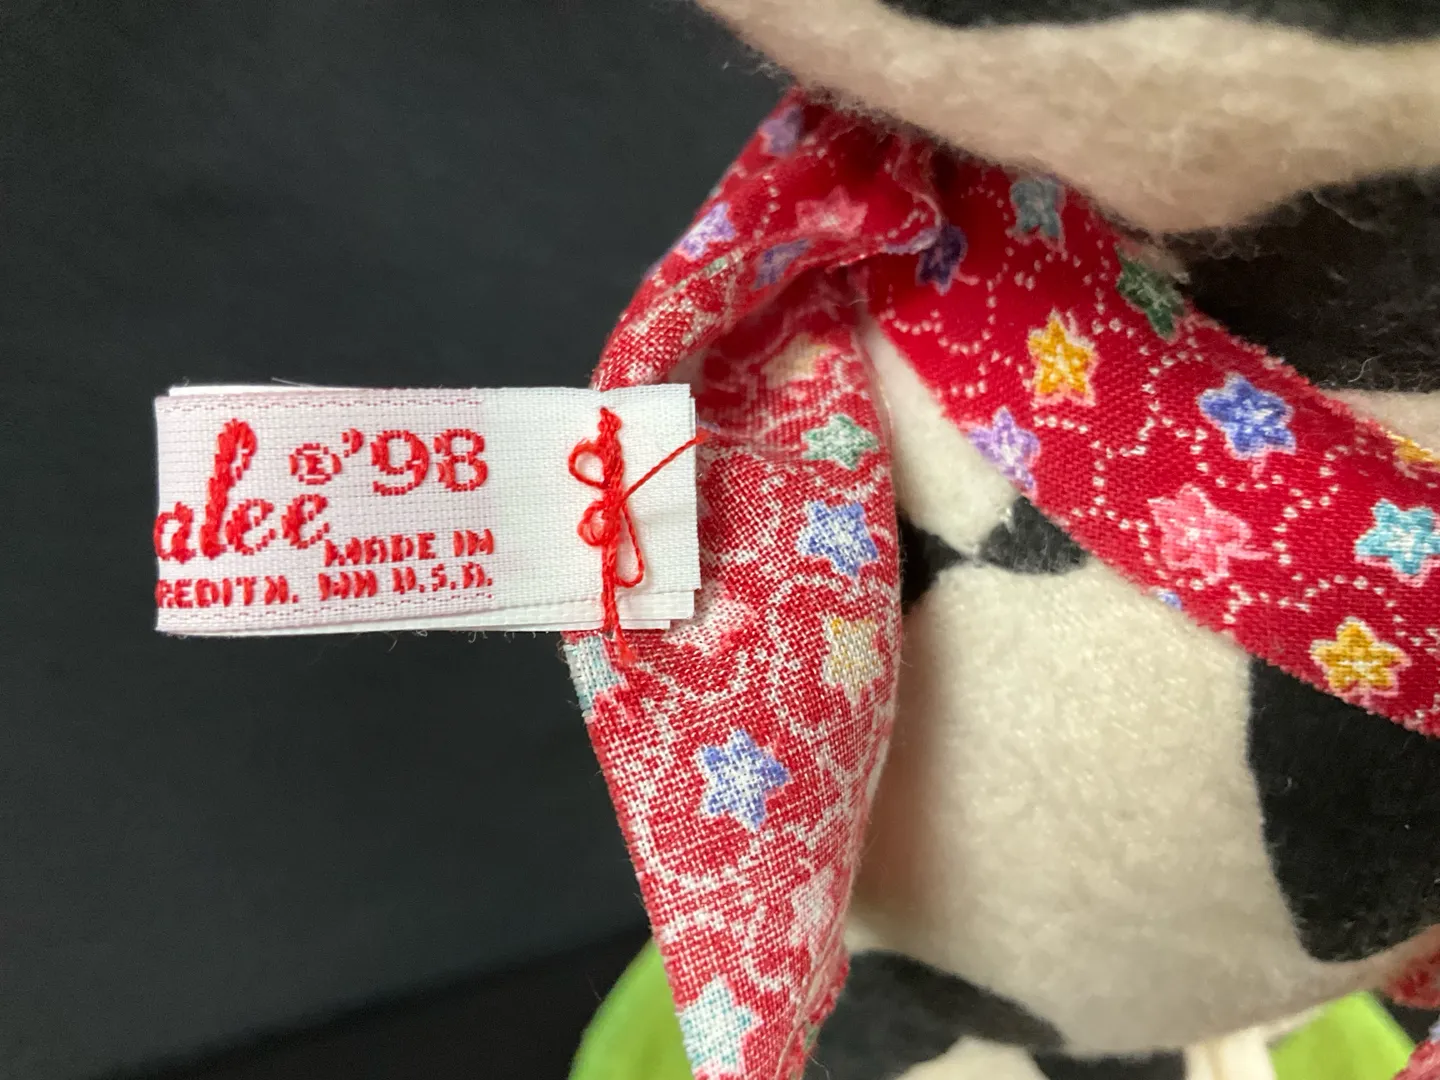 alee ® '98
MADE IN
REDITH. NH U.S.A.